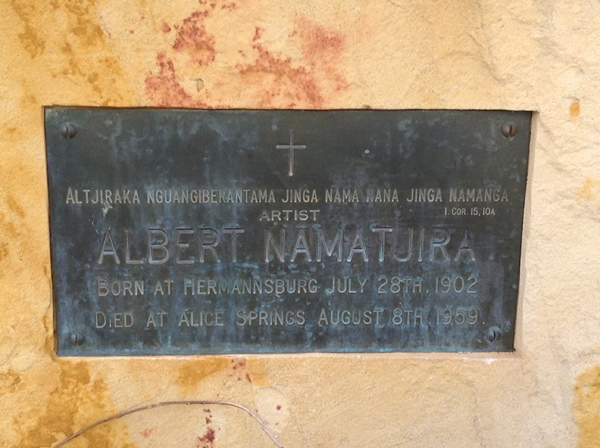 ALTJIRAKA NGUANGIBERANTAMA JINGA NAMA NANA JINGA NAMANGA
ARTIST I. COR. 15, 10A
ALBERT NAMATJIRA
BORN AT HERMANNSBURG JULY 28TH. 1902
DIED AT ALICE SPRINGS AUGUST 8TH. 1959.